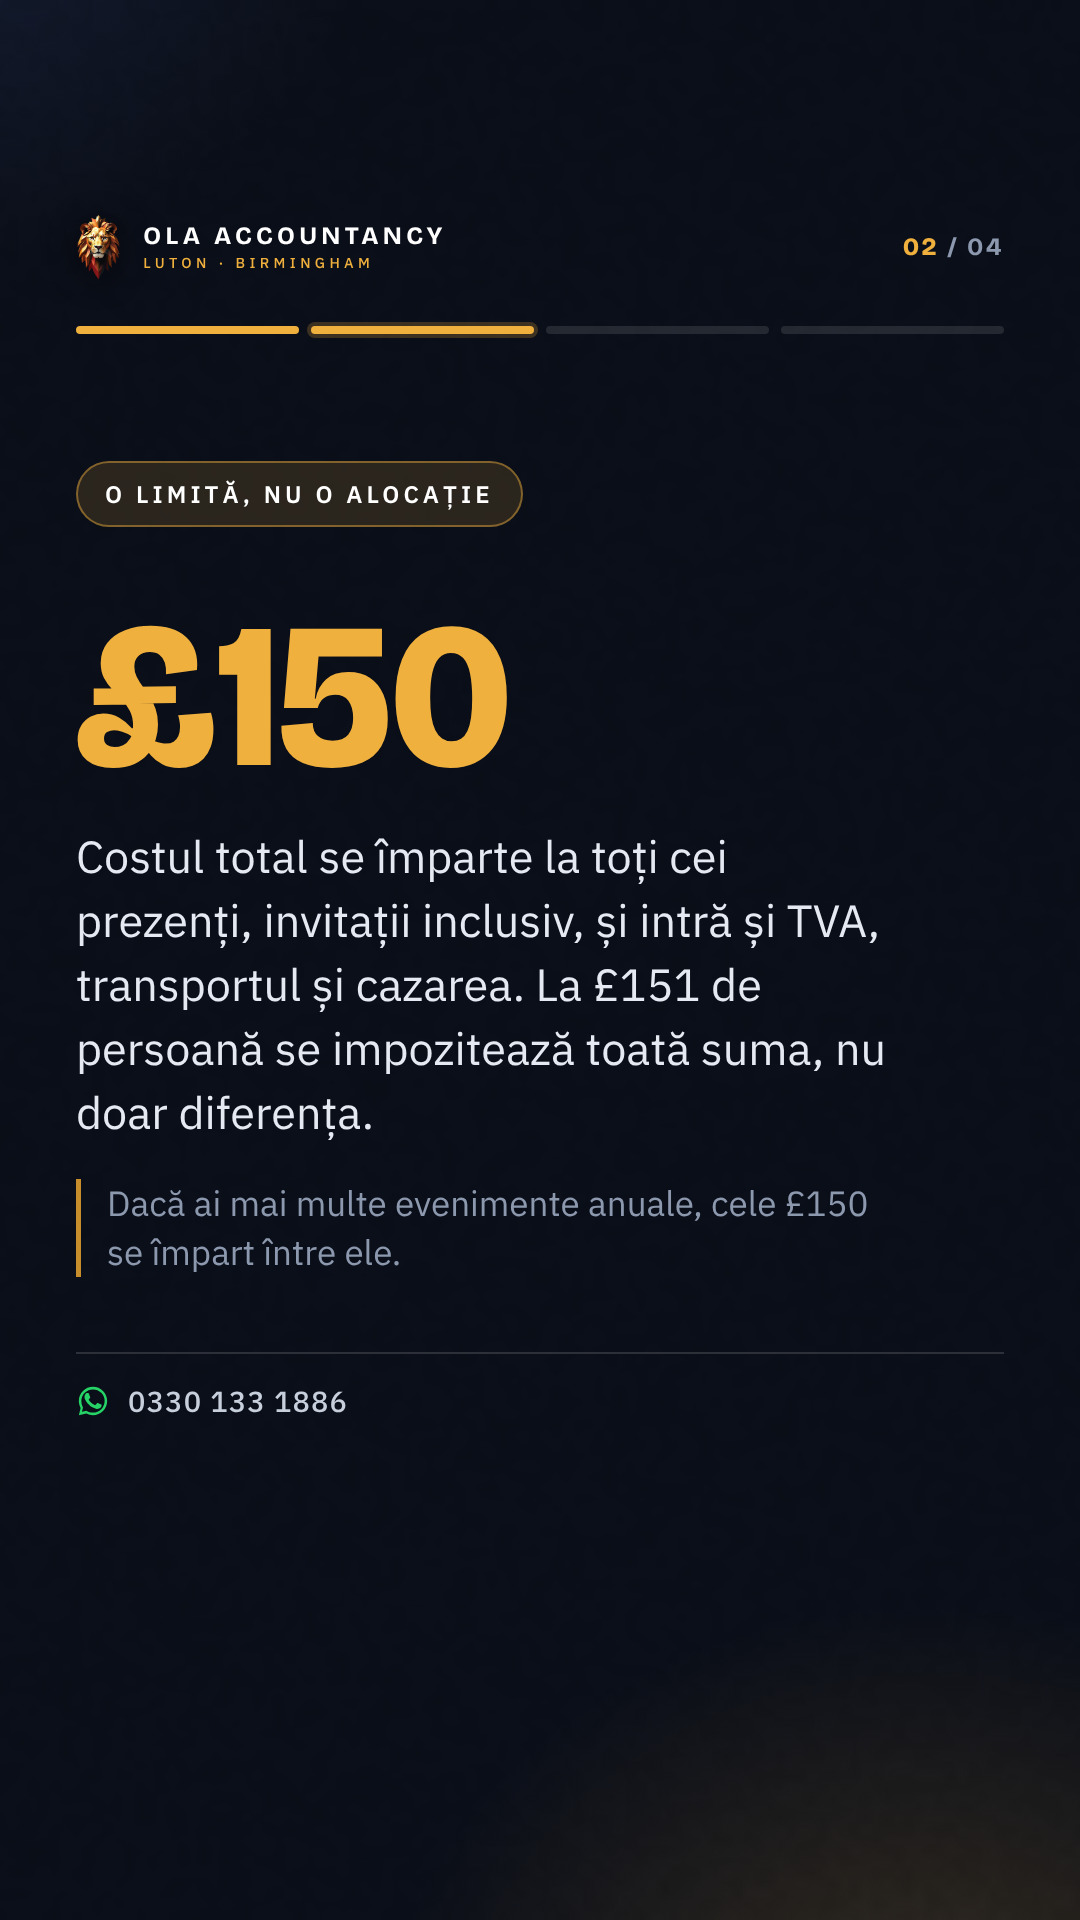 OLA ACCOUNTANCY
LUTON · BIRMINGHAM
02 / 04
O LIMITĂ, NU O ALOCAȚIE
£150
Costul total se împarte la toți cei
prezenți, invitații inclusiv, și intră și TVA,
transportul și cazarea. La £151 de
persoană se impozitează toată suma, nu
doar diferența.
Dacă ai mai multe evenimente anuale, cele £150
se împart între ele.
0330 133 1886